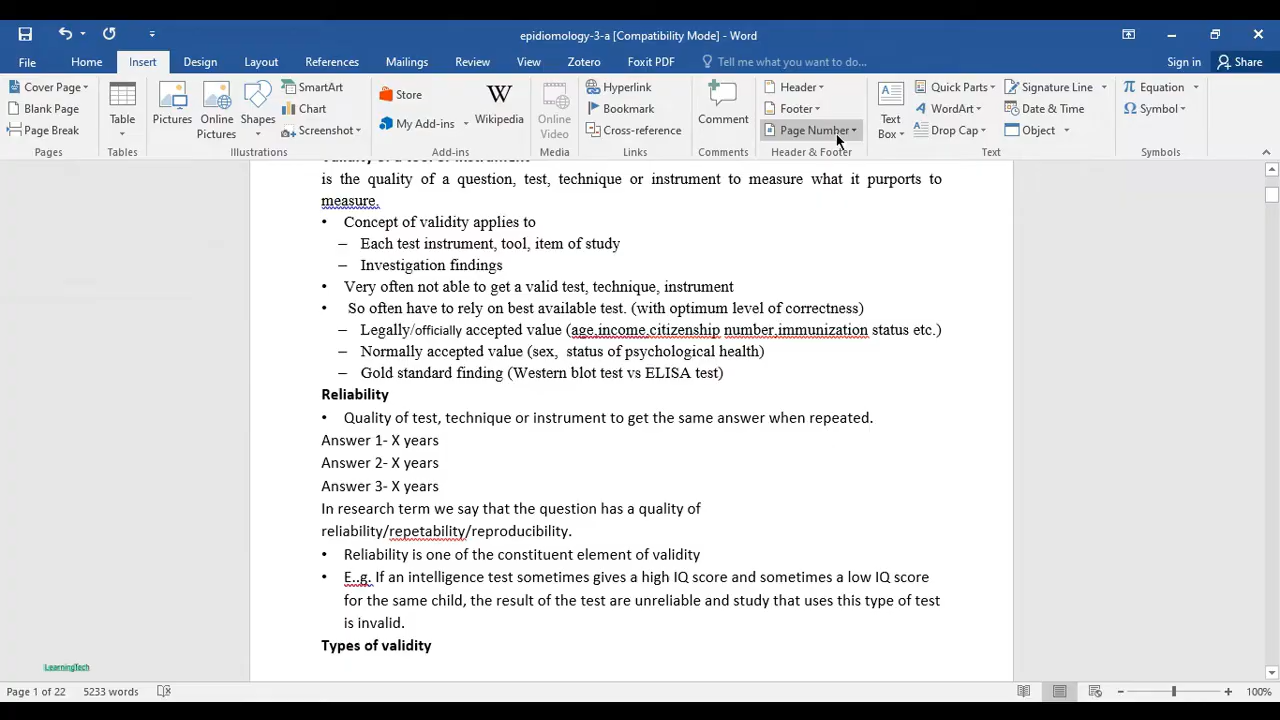 epidiomology-3-a [Compatibility Mode] - Word
File Home Insert Design Layout References Mailings Review View Zotero Foxit PDF Tell me what you want to do... Sign in Share
Cover Page
Blank Page
Page Break
Pages
Table
Tables
Pictures
Online Pictures
Shapes
SmartArt
Chart
Screenshot
Illustrations
Store
My Add-ins
Wikipedia
Add-ins
Online Video
Media
Hyperlink
Bookmark
Cross-reference
Links
Comment
Comments
Header
Footer
Page Number
Header & Footer
Text Box
Quick Parts
WordArt
Drop Cap
Signature Line
Date & Time
Object
Text
Equation
Symbol
Symbols
Validity of a tool or instrument
is the quality of a question, test, technique or instrument to measure what it purports to
measure.
• Concept of validity applies to
– Each test instrument, tool, item of study
– Investigation findings
• Very often not able to get a valid test, technique, instrument
• So often have to rely on best available test. (with optimum level of correctness)
– Legally/officially accepted value (age,income,citizenship number,immunization status etc.)
– Normally accepted value (sex, status of psychological health)
– Gold standard finding (Western blot test vs ELISA test)
Reliability
• Quality of test, technique or instrument to get the same answer when repeated.
Answer 1- X years
Answer 2- X years
Answer 3- X years
In research term we say that the question has a quality of
reliability/repetability/reproducibility.
• Reliability is one of the constituent element of validity
• E..g. If an intelligence test sometimes gives a high IQ score and sometimes a low IQ score
for the same child, the result of the test are unreliable and study that uses this type of test
is invalid.
Types of validity
LearningTech
Page 1 of 22 5233 words 100%